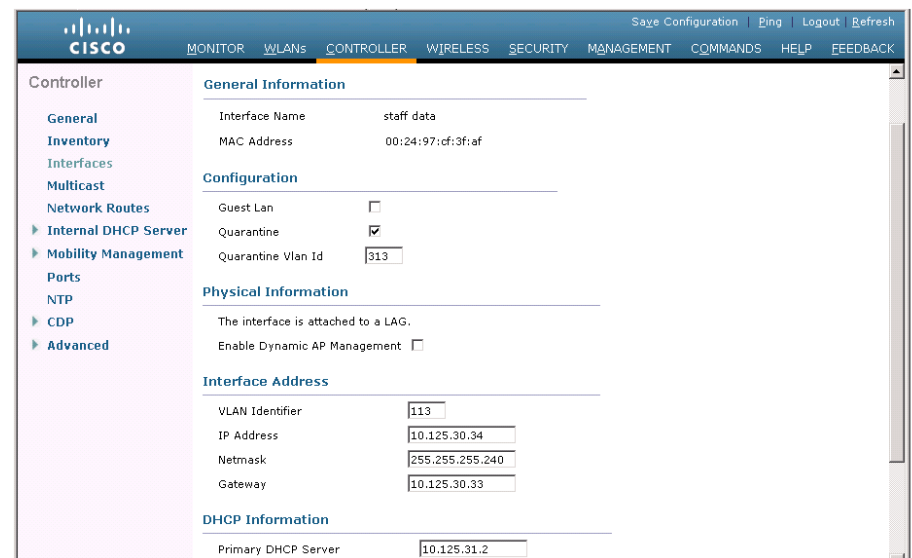 Save Configuration | Ping | Logout | Refresh
CISCO
MONITOR WLANs CONTROLLER WIRELESS SECURITY MANAGEMENT COMMANDS HELP FEEDBACK
Controller
General
Inventory
Interfaces
Multicast
Network Routes
Internal DHCP Server
Mobility Management
Ports
NTP
CDP
Advanced
General Information
Interface Name staff data
MAC Address 00:24:97:cf:3f:af
Configuration
Guest Lan
Quarantine
Quarantine Vlan Id 313
Physical Information
The interface is attached to a LAG.
Enable Dynamic AP Management
Interface Address
VLAN Identifier 113
IP Address 10.125.30.34
Netmask 255.255.255.240
Gateway 10.125.30.33
DHCP Information
Primary DHCP Server 10.125.31.2